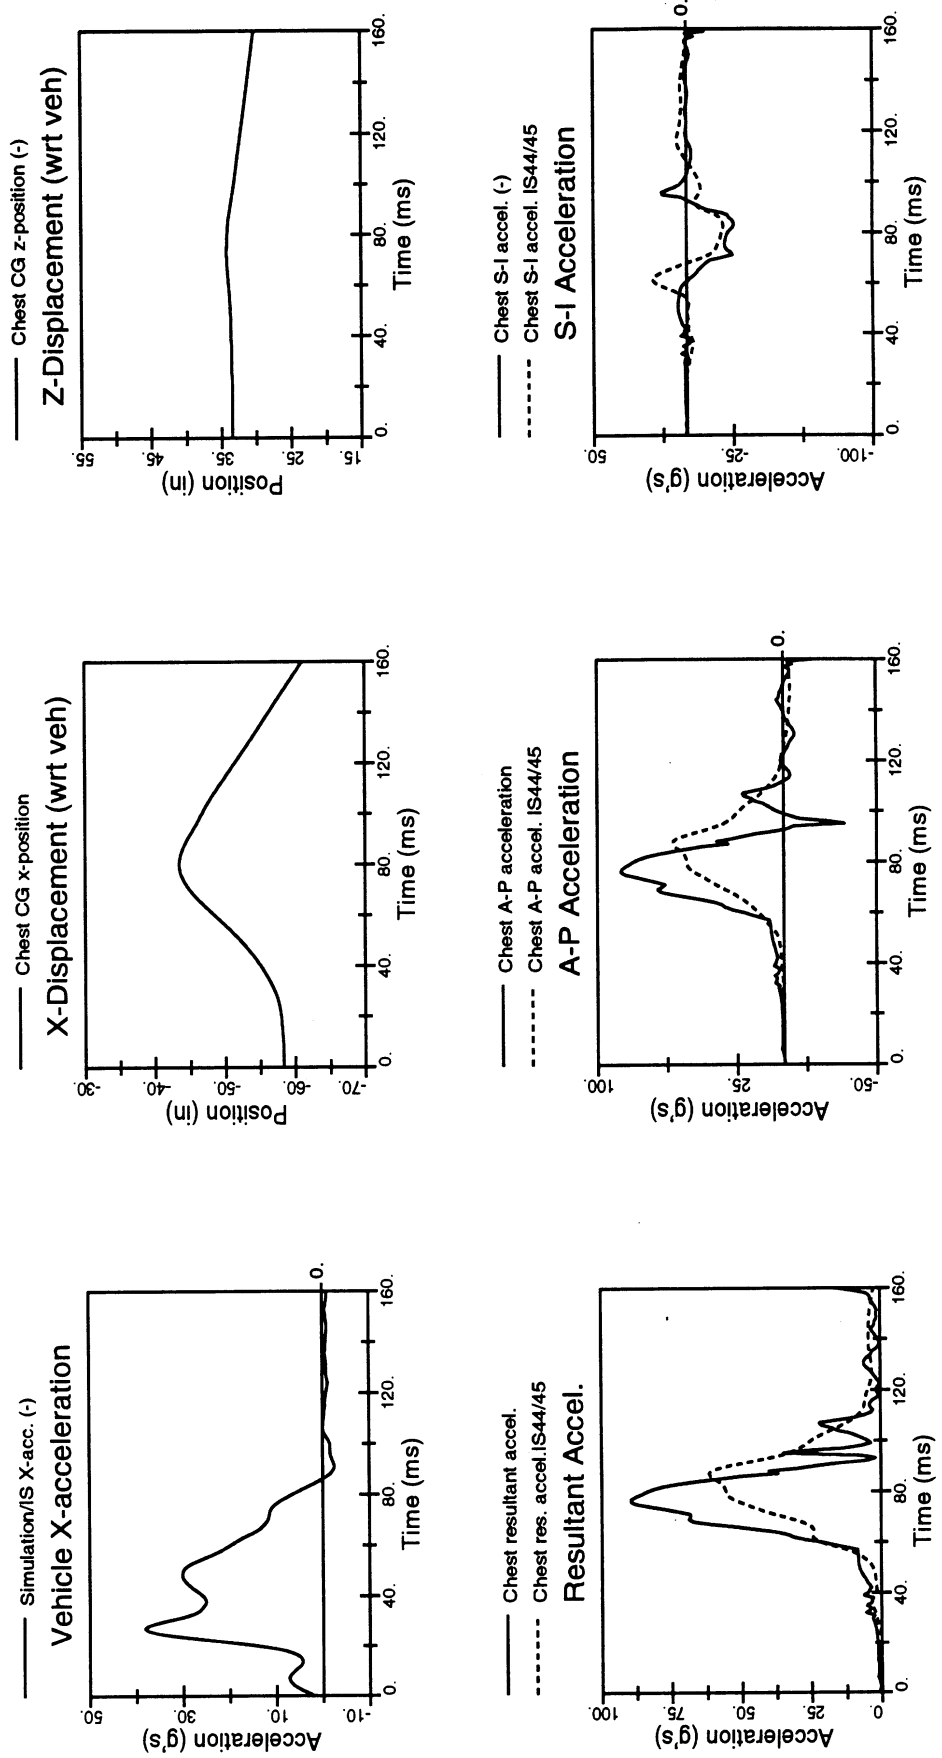 Simulation/IS X-acc. (-)
Vehicle X-acceleration
50.
30.
10.
-10.
Acceleration (g's)
0.
0.
40.
80.
120.
160.
Time (ms)
Chest CG x-position
X-Displacement (wrt veh)
-30.
-40.
-50.
-60.
-70.
Position (in)
0.
40.
80.
120.
160.
Time (ms)
Chest CG z-position (-)
Z-Displacement (wrt veh)
55.
45.
35.
25.
15.
Position (in)
0.
40.
80.
120.
160.
Time (ms)
Chest resultant accel.
Chest res. accel.IS44/45
Resultant Accel.
100.
75.
50.
25.
0.
Acceleration (g's)
0.
40.
80.
120.
160.
Time (ms)
Chest A-P acceleration
Chest A-P accel. IS44/45
A-P Acceleration
100.
25.
-50.
Acceleration (g's)
0.
0.
40.
80.
120.
160.
Time (ms)
Chest S-I accel. (-)
Chest S-I accel. IS44/45
S-I Acceleration
50.
-25.
-100.
Acceleration (g's)
0.
0.
40.
80.
120.
160.
Time (ms)